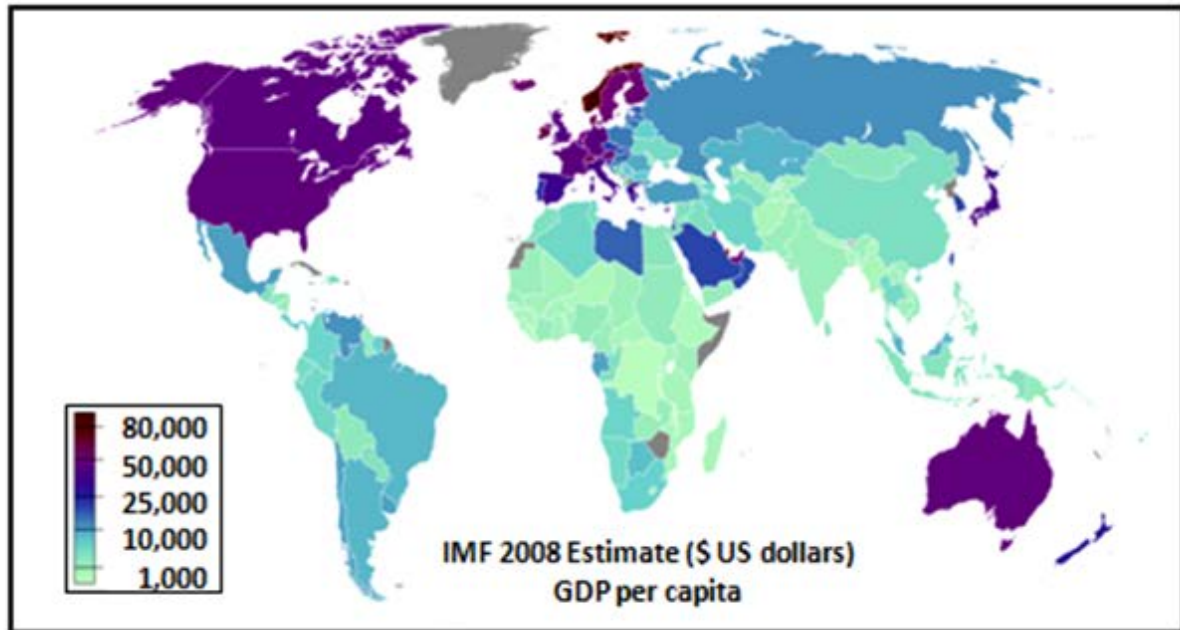 80,000
50,000
25,000
10,000
1,000
IMF 2008 Estimate ($ US dollars)
GDP per capita